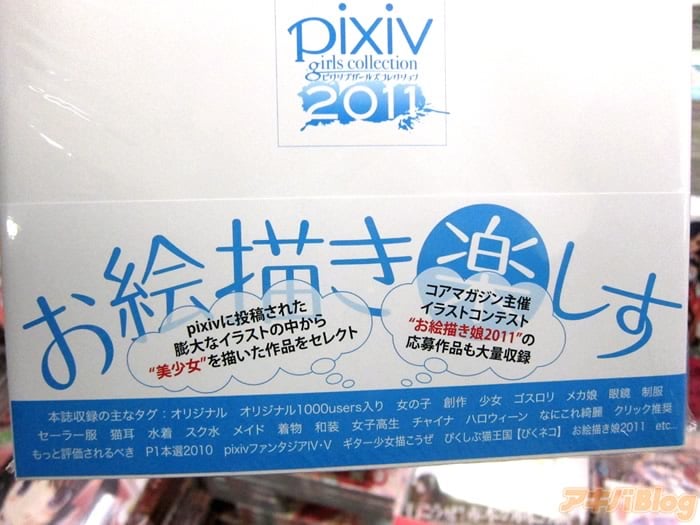 pixiv
girls collection
ピクシブガールズコレクション
2011
お絵描き楽しす
pixivに投稿された
膨大なイラストの中から
“美少女”を描いた作品をセレクト
コアマガジン主催
イラストコンテスト
“お絵描き娘2011”の
応募作品も大量収録
本誌収録の主なタグ：オリジナル オリジナル1000users入り 女の子 創作 少女 ゴスロリ メカ娘 眼鏡 制服
セーラー服 猫耳 水着 スク水 メイド 着物 和装 女子高生 チャイナ ハロウィーン なにこれ綺麗 クリック推奨
もっと評価されるべき P1本選2010 pixivファンタジアIV・V ギター少女描こうぜ ぴくしぶ猫王国【ぴくネコ】 お絵描き娘2011 etc...
アキバBlog